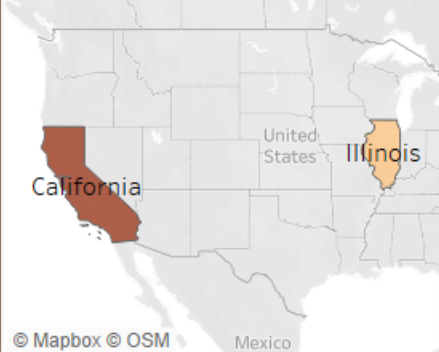 United
States
Illinois
California
© Mapbox © OSM
Mexico